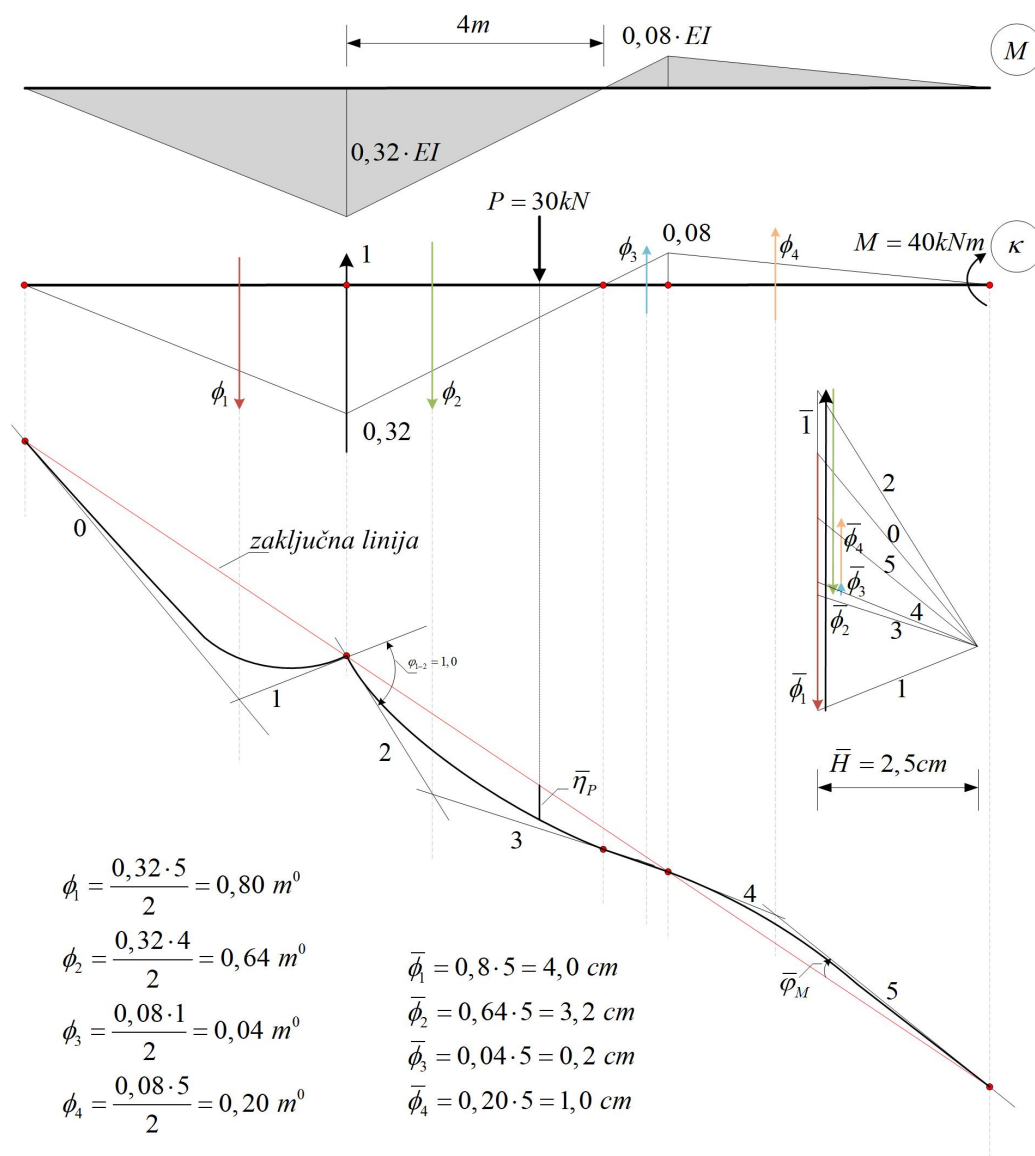 4m
0,08·EI
M
0,32·EI
P = 30kN
1
ϕ₃
0,08
ϕ₄
M = 40kNm
κ
ϕ₁
ϕ₂
0,32
1̅
2
0
zaključna linija
0
5
ϕ̅₄
ϕ̅₃
4
3
ϕ̅₂
φ₁₋₂ = 1,0
1
ϕ̅₁
1
2
H̅ = 2,5cm
η̅_P
3
4
φ̅_M
5
ϕ₁ = (0,32·5)/2 = 0,80 m⁰
ϕ₂ = (0,32·4)/2 = 0,64 m⁰
ϕ₃ = (0,08·1)/2 = 0,04 m⁰
ϕ₄ = (0,08·5)/2 = 0,20 m⁰
ϕ̅₁ = 0,8·5 = 4,0 cm
ϕ̅₂ = 0,64·5 = 3,2 cm
ϕ̅₃ = 0,04·5 = 0,2 cm
ϕ̅₄ = 0,20·5 = 1,0 cm